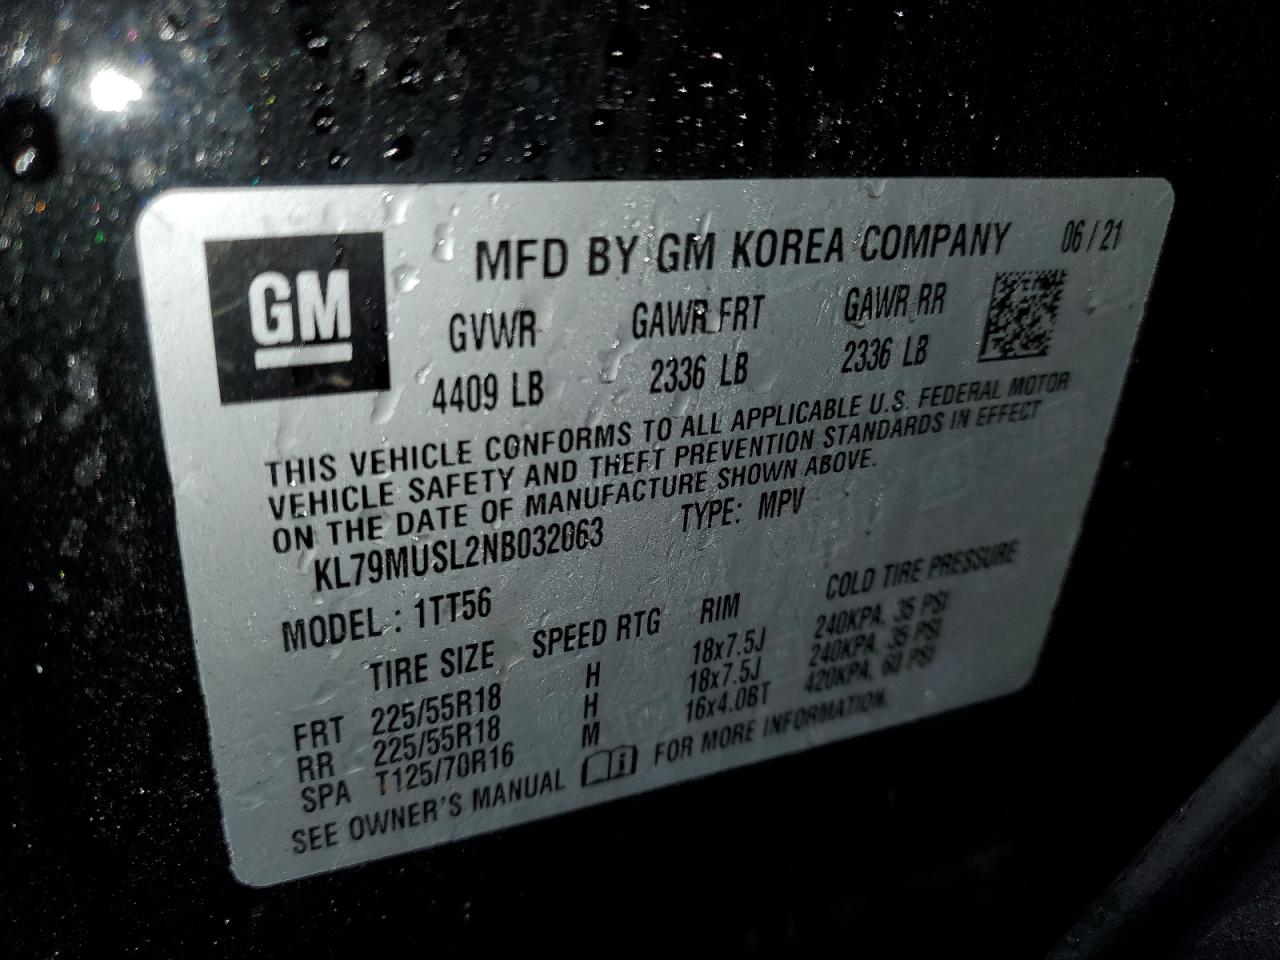 GM
MFD BY GM KOREA COMPANY 06/21
GVWR GAWR FRT GAWR RR
4409 LB 2336 LB 2336 LB
THIS VEHICLE CONFORMS TO ALL APPLICABLE U.S. FEDERAL MOTOR
VEHICLE SAFETY AND THEFT PREVENTION STANDARDS IN EFFECT
ON THE DATE OF MANUFACTURE SHOWN ABOVE.
KL79MUSL2NB032063 TYPE: MPV
MODEL: 1TT56
TIRE SIZE SPEED RTG RIM COLD TIRE PRESSURE
FRT 225/55R18 H 18x7.5J 240KPA, 35 PSI
RR 225/55R18 H 18x7.5J 240KPA, 35 PSI
SPA T125/70R16 M 16x4.0BT 420KPA, 60 PSI
SEE OWNER'S MANUAL FOR MORE INFORMATION.